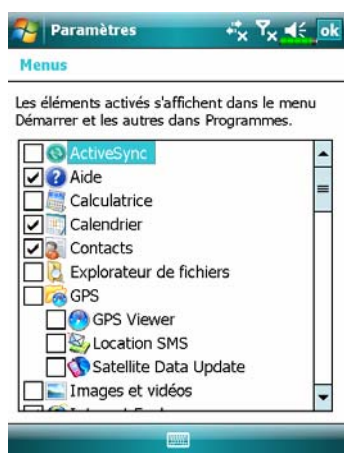 Paramètres
ok
Menus
Les éléments activés s'affichent dans le menu
Démarrer et les autres dans Programmes.
ActiveSync
Aide
Calculatrice
Calendrier
Contacts
Explorateur de fichiers
GPS
GPS Viewer
Location SMS
Satellite Data Update
Images et vidéos